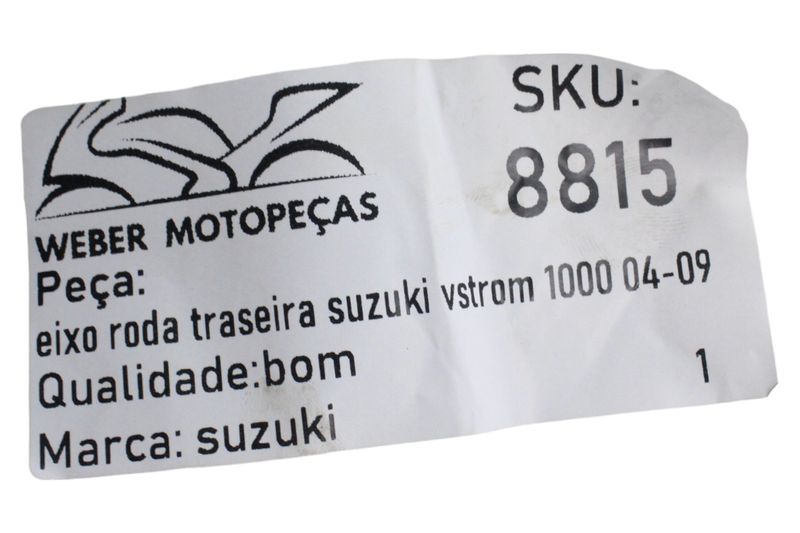 WEBER MOTOPEÇAS
SKU:
8815
Peça:
eixo roda traseira suzuki vstrom 1000 04-09
Qualidade:bom
1
Marca: suzuki